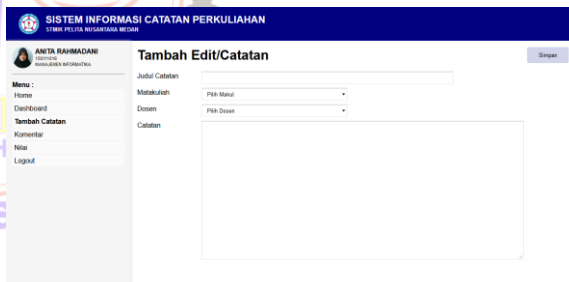 SISTEM INFORMASI CATATAN PERKULIAHAN
STMIK PELITA NUSANTARA MEDAN
ANITA RAHMADANI
MANAJEMEN INFORMATIKA
Menu :
Home
Dashboard
Tambah Catatan
Komentar
Nilai
Logout
Tambah Edit/Catatan
Simpan
Judul Catatan
Matakuliah
Pilih Makul
Dosen
Pilih Dosen
Catatan